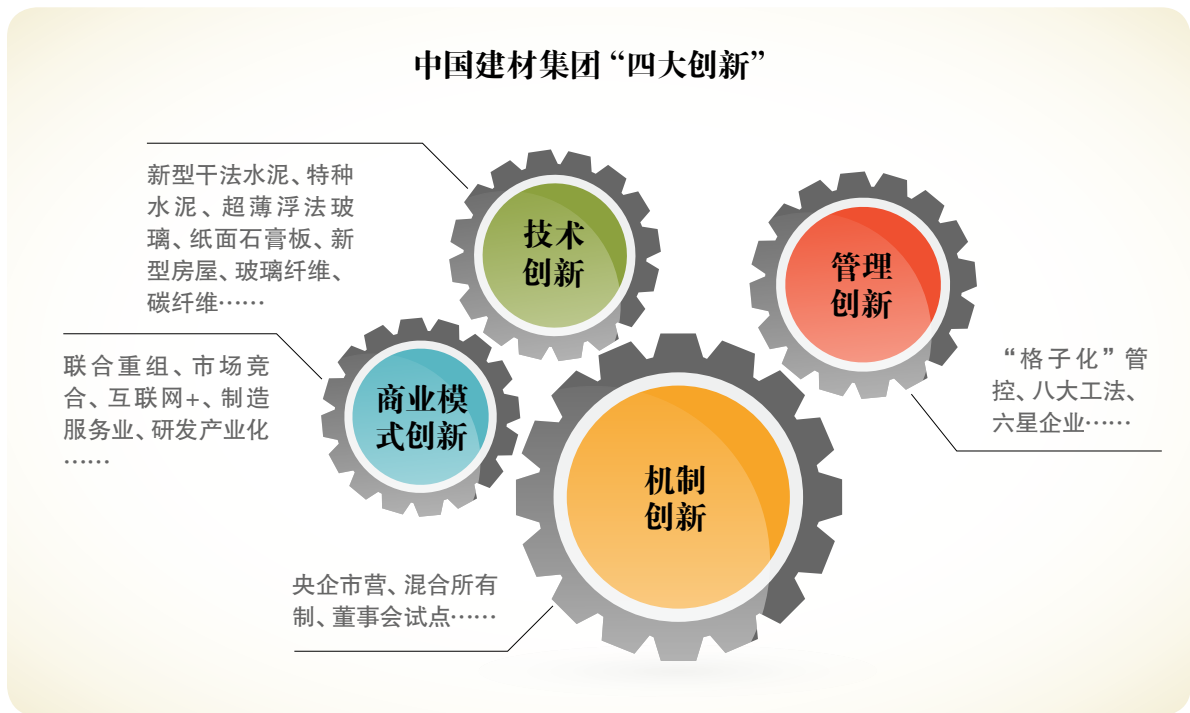 中国建材集团“四大创新”
新型干法水泥、特种
水泥、超薄浮法玻
璃、纸面石膏板、新
型房屋、玻璃纤维、
碳纤维……
技术
创新
管理
创新
“格子化”管
控、八大工法、
六星企业……
联合重组、市场竞
合、互联网+、制造
服务业、研发产业化
……
商业模
式创新
机制
创新
央企市营、混合所有
制、董事会试点……